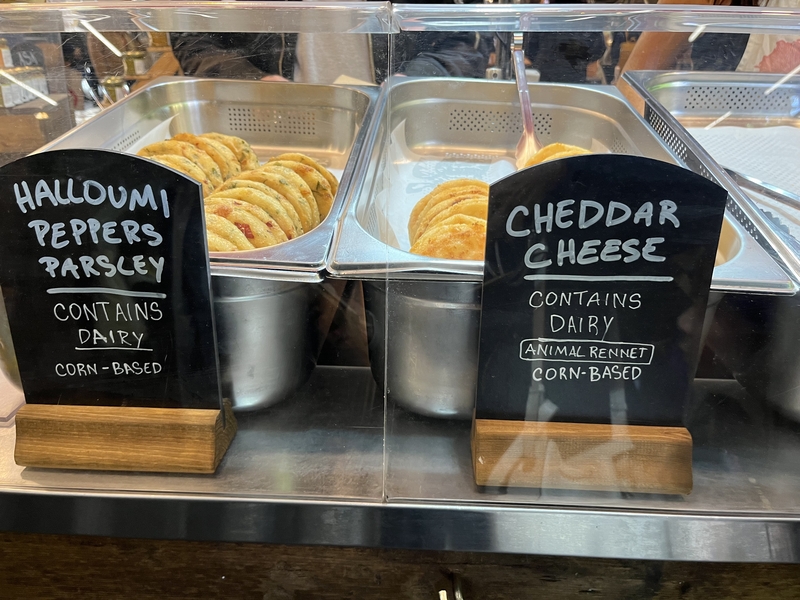 HALLOUMI
PEPPERS
PARSLEY
CONTAINS
DAIRY
CORN-BASED
CHEDDAR
CHEESE
CONTAINS
DAIRY
ANIMAL RENNET
CORN-BASED